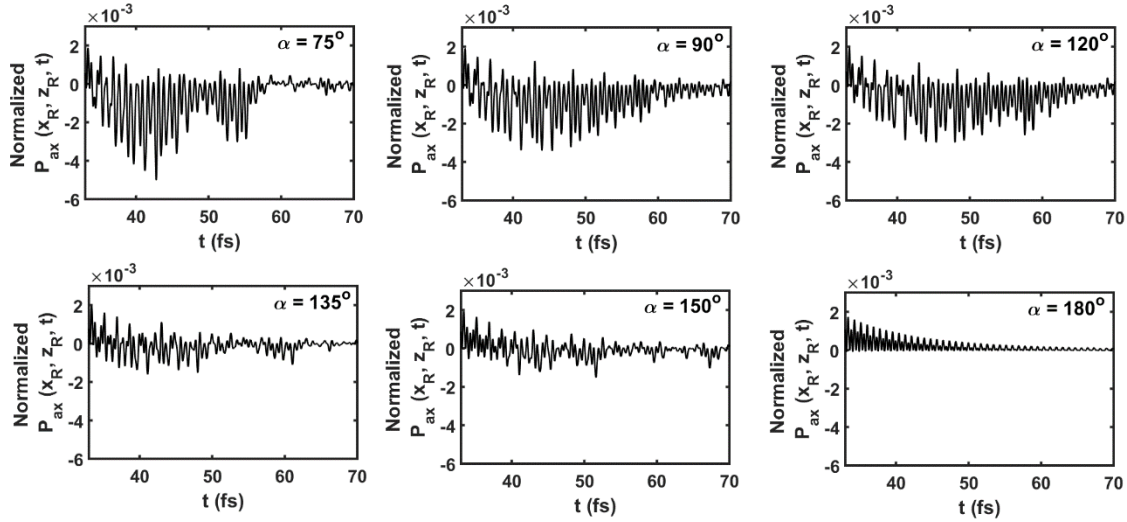 ×10⁻³
α = 75°
2
0
-2
-4
-6
40
50
60
70
Normalized
P_ax (x_R, z_R, t)
t (fs)
×10⁻³
α = 90°
2
0
-2
-4
-6
40
50
60
70
Normalized
P_ax (x_R, z_R, t)
t (fs)
×10⁻³
α = 120°
2
0
-2
-4
-6
40
50
60
70
Normalized
P_ax (x_R, z_R, t)
t (fs)
×10⁻³
α = 135°
2
0
-2
-4
-6
40
50
60
70
Normalized
P_ax (x_R, z_R, t)
t (fs)
×10⁻³
α = 150°
2
0
-2
-4
-6
40
50
60
70
Normalized
P_ax (x_R, z_R, t)
t (fs)
×10⁻³
α = 180°
2
0
-2
-4
-6
40
50
60
70
Normalized
P_ax (x_R, z_R, t)
t (fs)